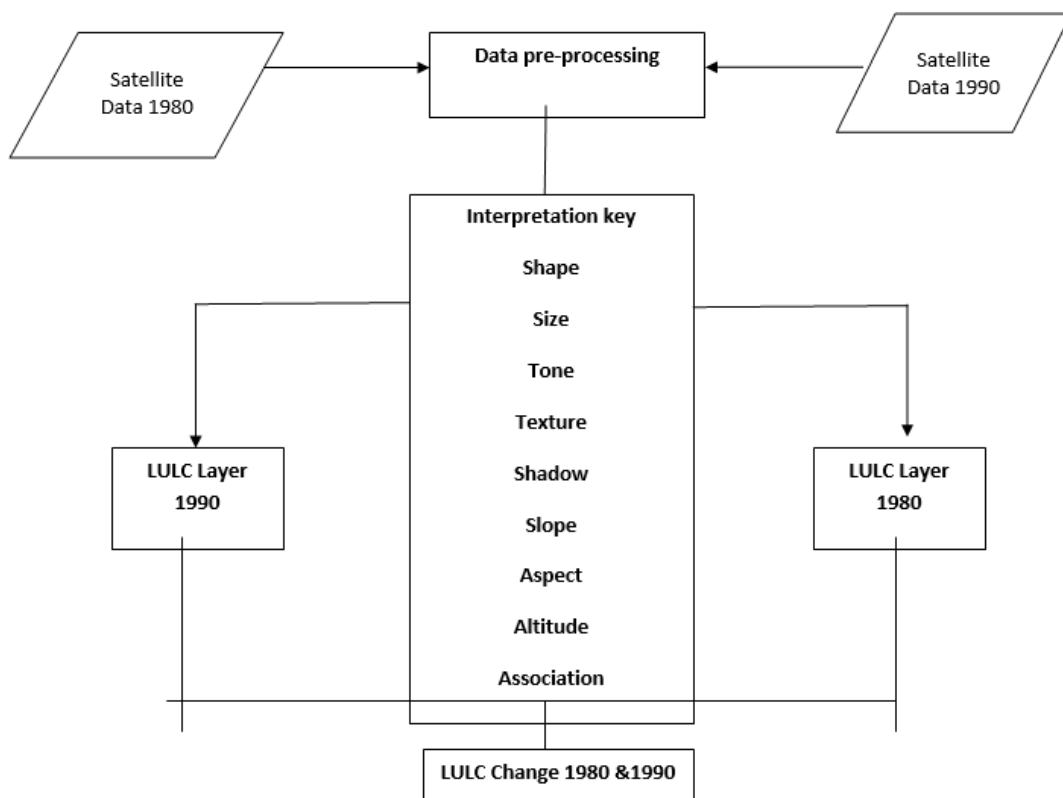 Satellite
Data 1980
Data pre-processing
Satellite
Data 1990
Interpretation key
Shape
Size
Tone
Texture
Shadow
Slope
Aspect
Altitude
Association
LULC Layer
1990
LULC Layer
1980
LULC Change 1980 &1990